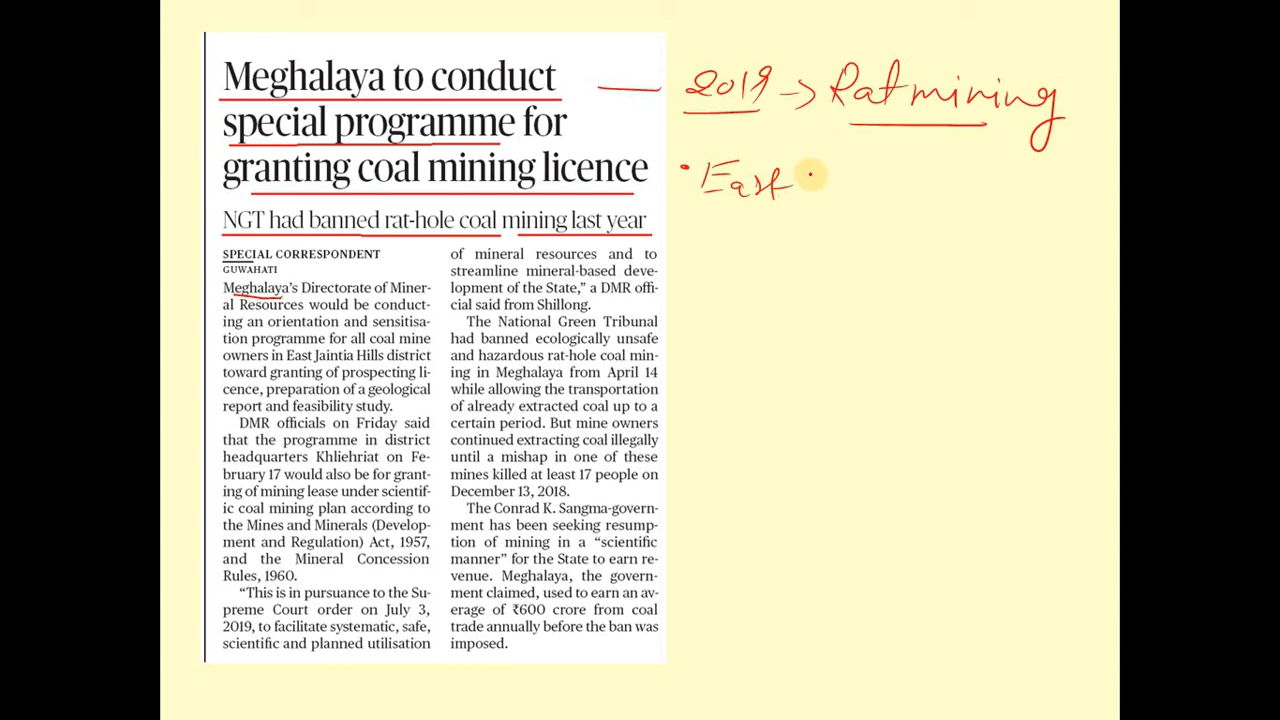 Meghalaya to conduct
special programme for
granting coal mining licence
NGT had banned rat-hole coal mining last year
SPECIAL CORRESPONDENT
GUWAHATI
Meghalaya's Directorate of Miner-
al Resources would be conduct-
ing an orientation and sensitisa-
tion programme for all coal mine
owners in East Jaintia Hills district
toward granting of prospecting li-
cence, preparation of a geological
report and feasibility study.
DMR officials on Friday said
that the programme in district
headquarters Khliehriat on Fe-
bruary 17 would also be for grant-
ing of mining lease under scientif-
ic coal mining plan according to
the Mines and Minerals (Develop-
ment and Regulation) Act, 1957,
and the Mineral Concession
Rules, 1960.
“This is in pursuance to the Su-
preme Court order on July 3,
2019, to facilitate systematic, safe,
scientific and planned utilisation
of mineral resources and to
streamline mineral-based deve-
lopment of the State,” a DMR offi-
cial said from Shillong.
The National Green Tribunal
had banned ecologically unsafe
and hazardous rat-hole coal min-
ing in Meghalaya from April 14
while allowing the transportation
of already extracted coal up to a
certain period. But mine owners
continued extracting coal illegally
until a mishap in one of these
mines killed at least 17 people on
December 13, 2018.
The Conrad K. Sangma-govern-
ment has been seeking resump-
tion of mining in a “scientific
manner” for the State to earn re-
venue. Meghalaya, the govern-
ment claimed, used to earn an av-
erage of ₹600 crore from coal
trade annually before the ban was
imposed.
2019 → Rat mining
• East